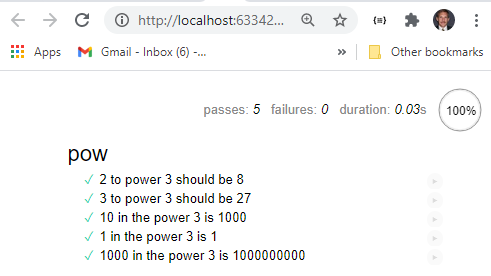 http://localhost:63342...
Apps
Gmail - Inbox (6) -...
»
Other bookmarks
passes: 5 failures: 0 duration: 0.03s 100%
pow
✓ 2 to power 3 should be 8
✓ 3 to power 3 should be 27
✓ 10 in the power 3 is 1000
✓ 1 in the power 3 is 1
✓ 1000 in the power 3 is 1000000000